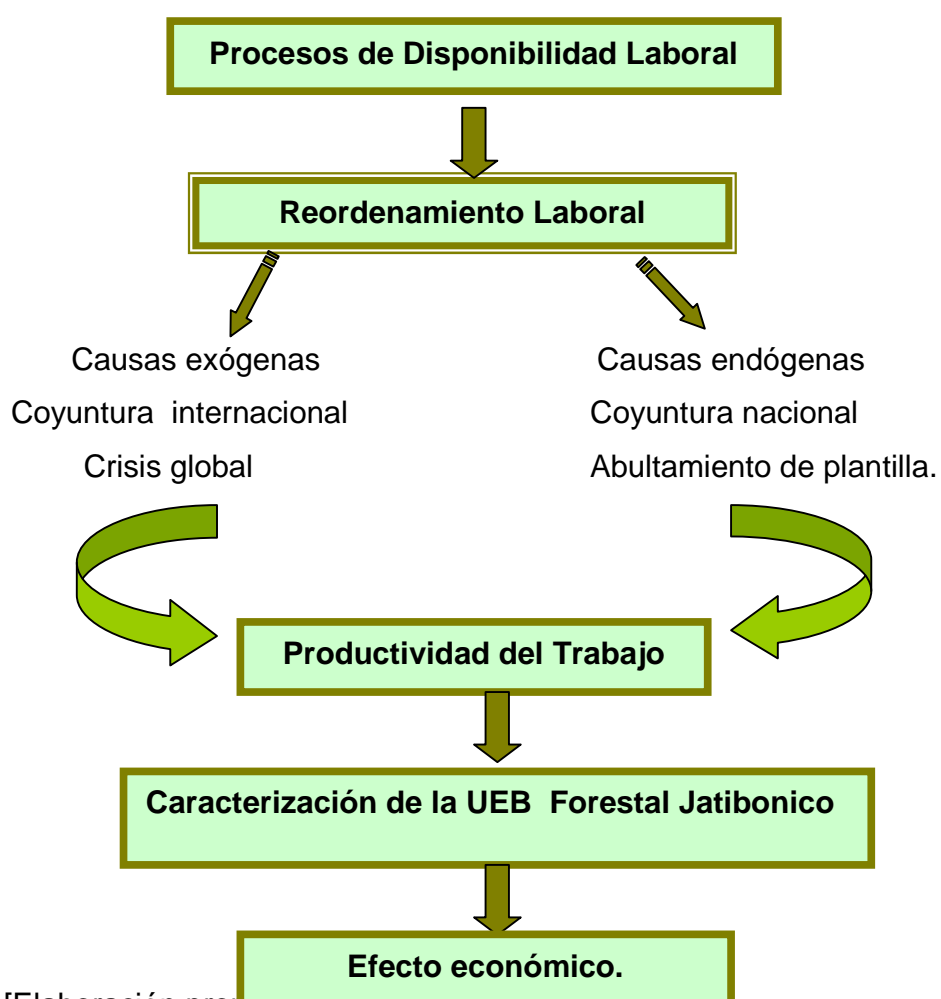 Procesos de Disponibilidad Laboral
Reordenamiento Laboral
Causas exógenas
Coyuntura internacional
Crisis global
Causas endógenas
Coyuntura nacional
Abultamiento de plantilla.
Productividad del Trabajo
Caracterización de la UEB Forestal Jatibonico
Efecto económico.
[Elaboración